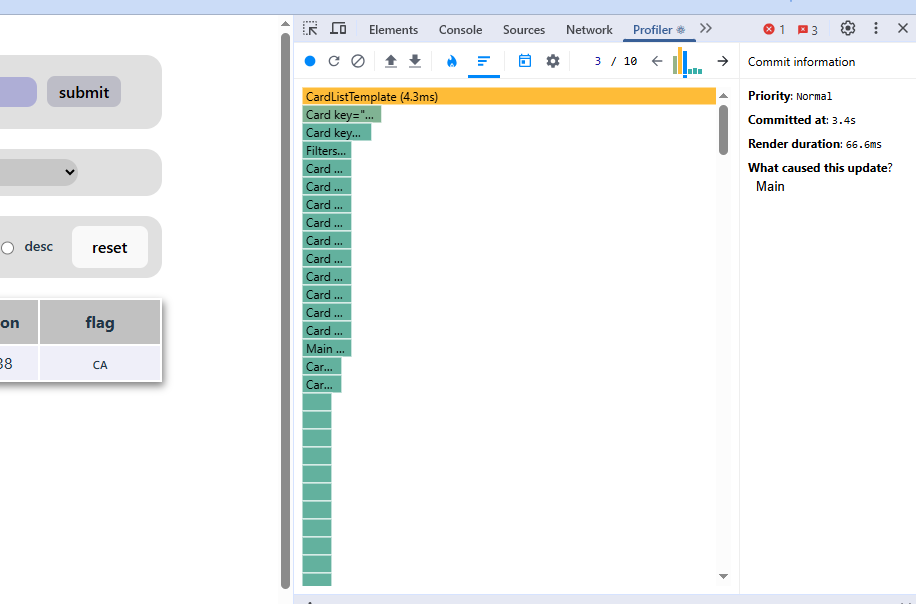 submit
desc
reset
on
flag
38
CA
Elements
Console
Sources
Network
Profiler
1
3
3 / 10
Commit information
Priority: Normal
Committed at: 3.4s
Render duration: 66.6ms
What caused this update?
Main
CardListTemplate (4.3ms)
Card key="...
Card key...
Filters...
Card ...
Card ...
Card ...
Card ...
Card ...
Card ...
Card ...
Card ...
Card ...
Card ...
Main ...
Car...
Car...